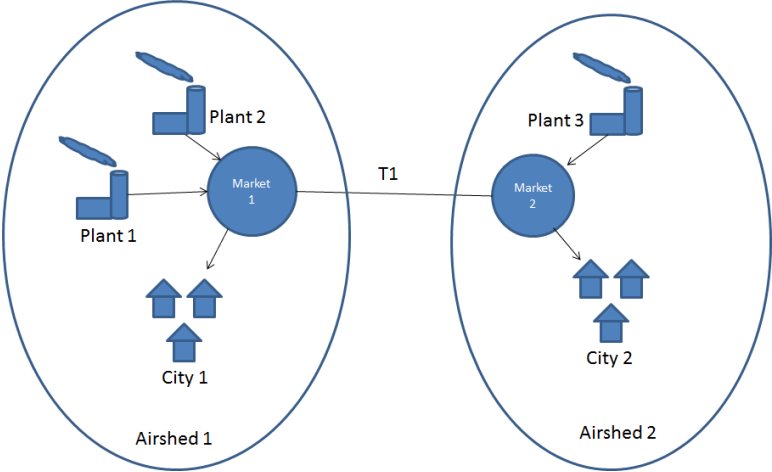 Plant 2
Plant 3
T1
Market
1
Market
2
Plant 1
City 1
City 2
Airshed 1
Airshed 2